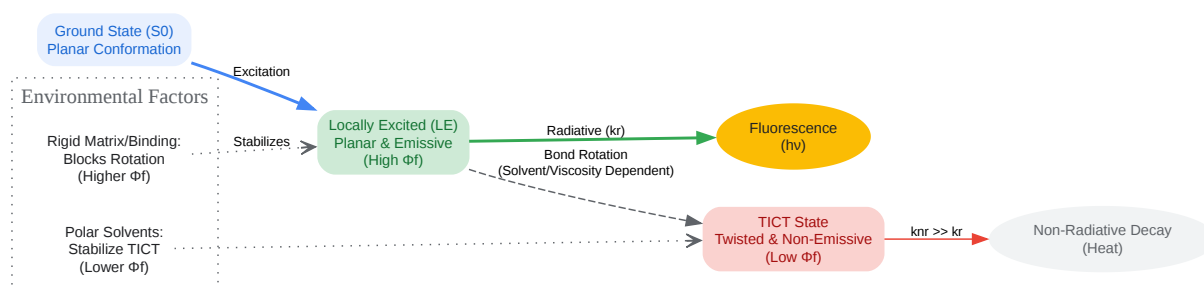 Ground State (S0)
Planar Conformation
Excitation
Environmental Factors
Rigid Matrix/Binding:
Blocks Rotation
(Higher Φf)
Stabilizes
Locally Excited (LE)
Planar & Emissive
(High Φf)
Radiative (kr)
Fluorescence
(hν)
Bond Rotation
(Solvent/Viscosity Dependent)
Polar Solvents:
Stabilize TICT
(Lower Φf)
TICT State
Twisted & Non-Emissive
(Low Φf)
knr >> kr
Non-Radiative Decay
(Heat)